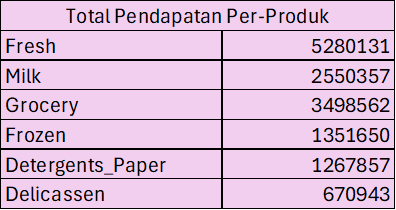 Total Pendapatan Per-Produk
Fresh 5280131
Milk 2550357
Grocery 3498562
Frozen 1351650
Detergents_Paper 1267857
Delicassen 670943